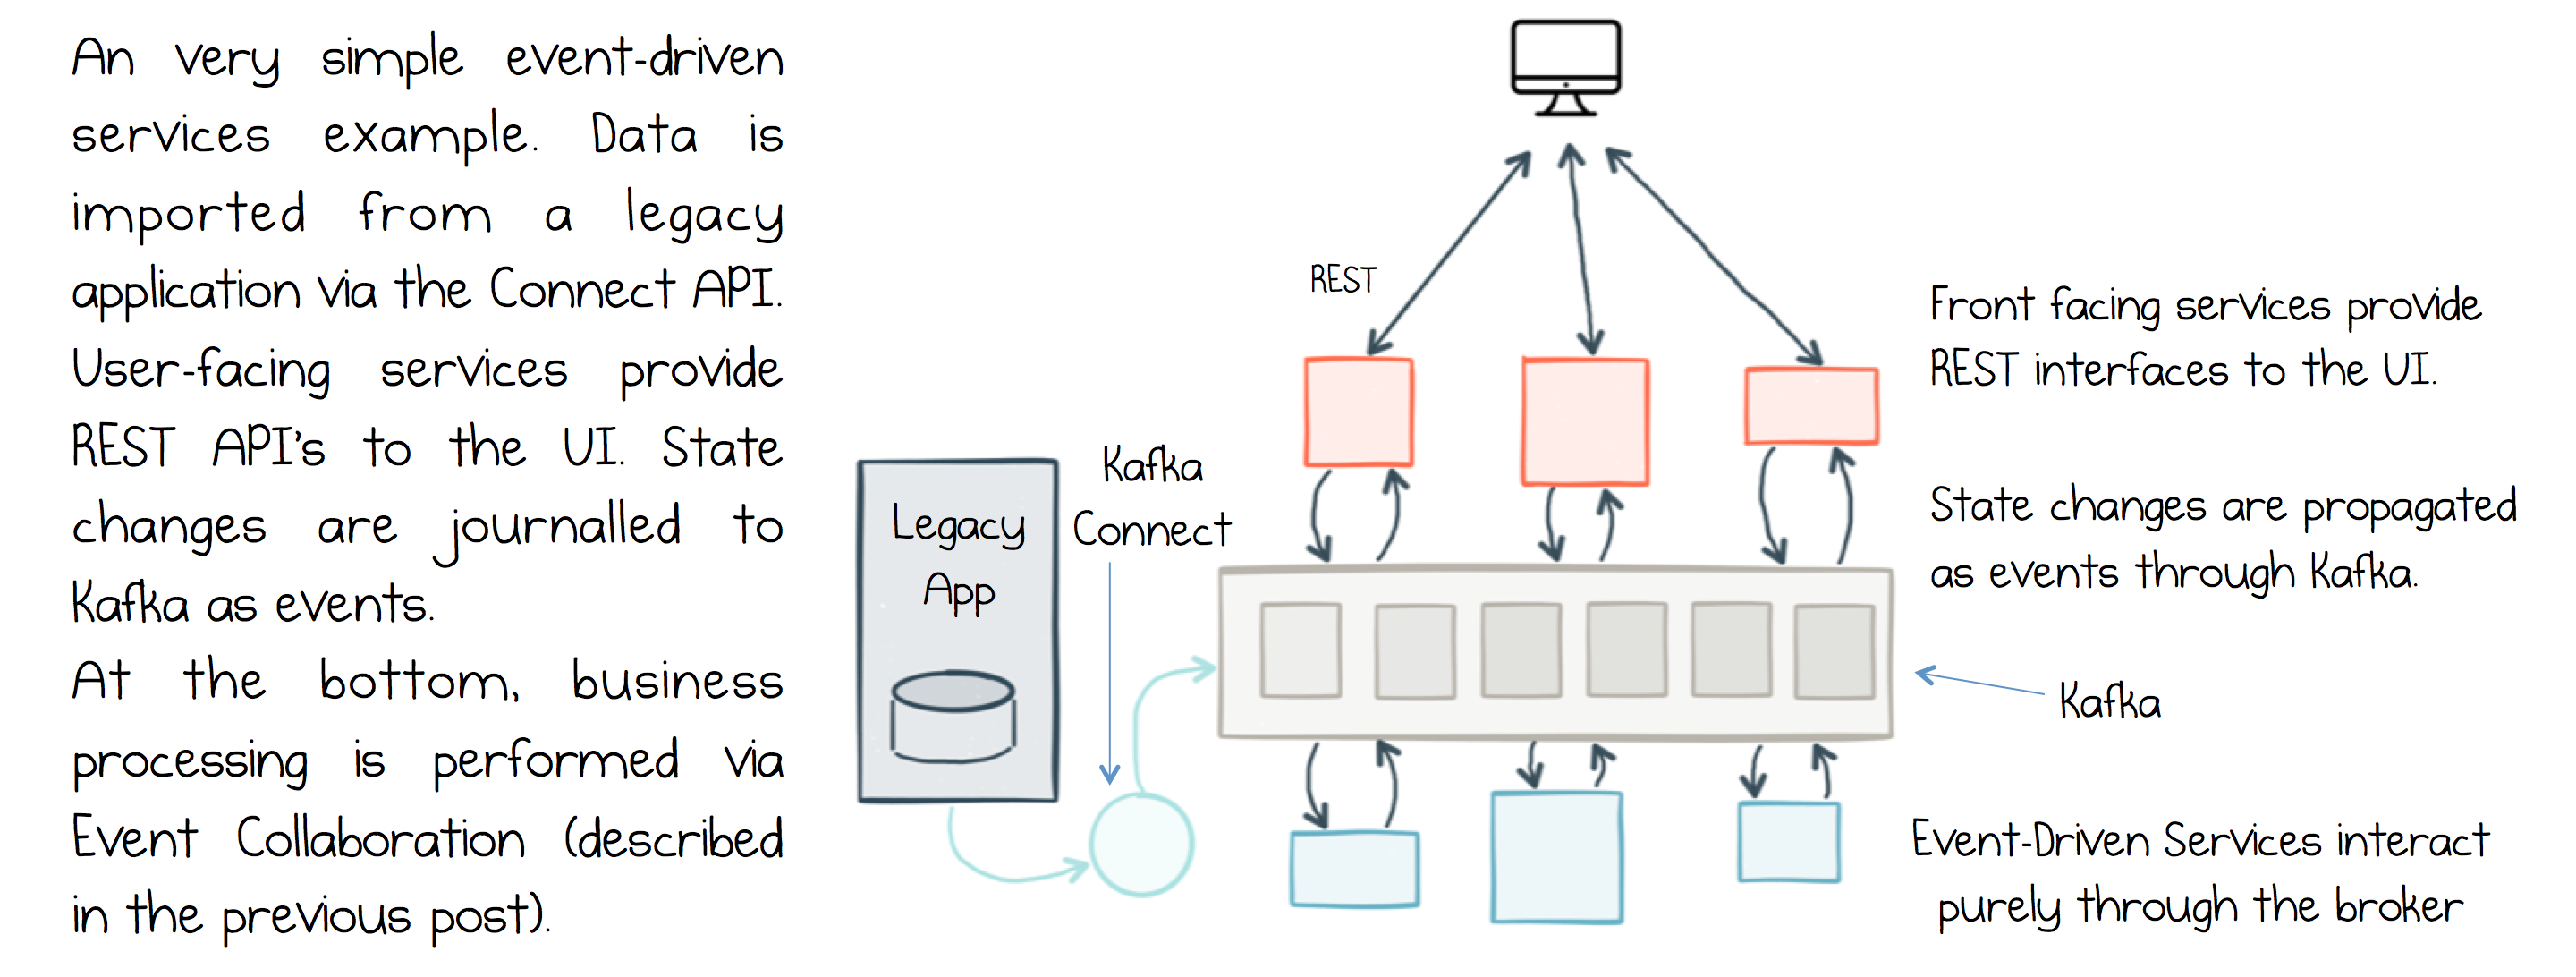 An very simple event-driven
services example. Data is
imported from a legacy
application via the Connect API.
User-facing services provide
REST API's to the UI. State
changes are journalled to
Kafka as events.
At the bottom, business
processing is performed via
Event Collaboration (described
in the previous post).
REST
Front facing services provide
REST interfaces to the UI.
Kafka
Connect
Legacy
App
State changes are propagated
as events through Kafka.
Kafka
Event-Driven Services interact
purely through the broker